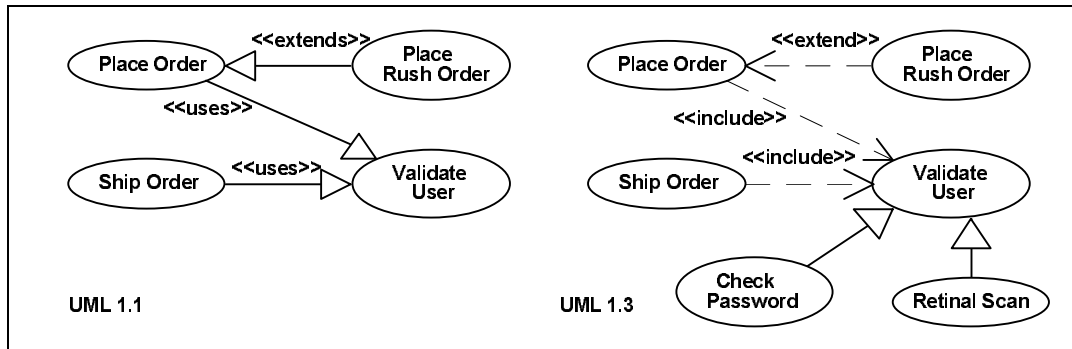 <<extends>>
Place Order
Place
Rush Order
<<uses>>
<<uses>>
Ship Order
Validate
User
UML 1.1
<<extend>>
Place Order
Place
Rush Order
<<include>>
<<include>>
Ship Order
Validate
User
Check
Password
Retinal Scan
UML 1.3